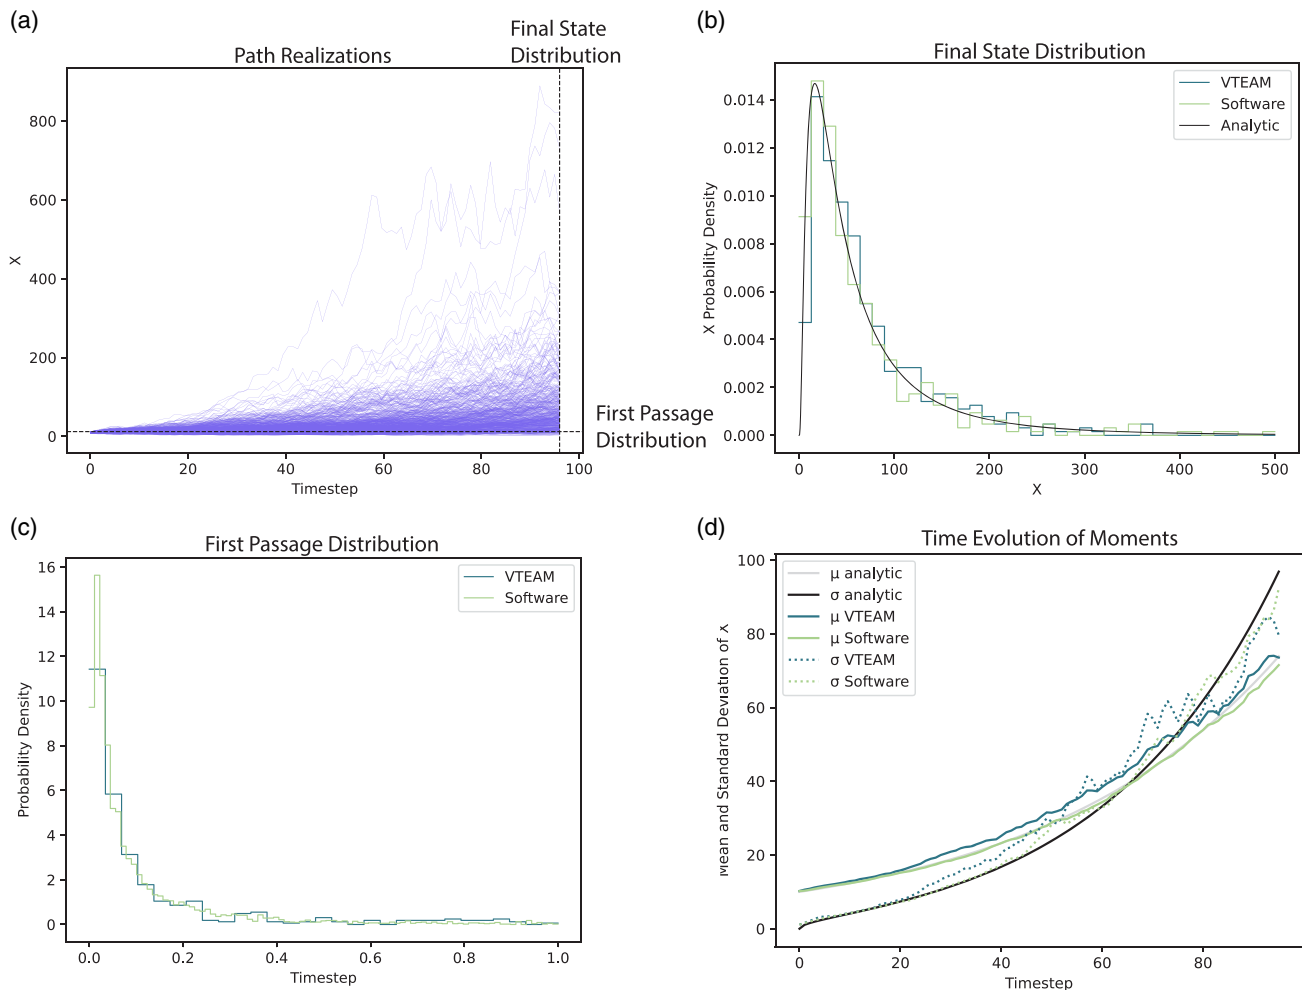 (a)
Path Realizations
Final State
Distribution
X
800
600
400
200
0
0 20 40 60 80 100
Timestep
First Passage
Distribution
(b)
Final State Distribution
VTEAM
Software
Analytic
X Probability Density
0.014
0.012
0.010
0.008
0.006
0.004
0.002
0.000
0 100 200 300 400 500
X
(c)
First Passage Distribution
VTEAM
Software
Probability Density
16
14
12
10
8
6
4
2
0
0.0 0.2 0.4 0.6 0.8 1.0
Timestep
(d)
Time Evolution of Moments
μ analytic
σ analytic
μ VTEAM
μ Software
σ VTEAM
σ Software
Mean and Standard Deviation of X
100
80
60
40
20
0
0 20 40 60 80
Timestep